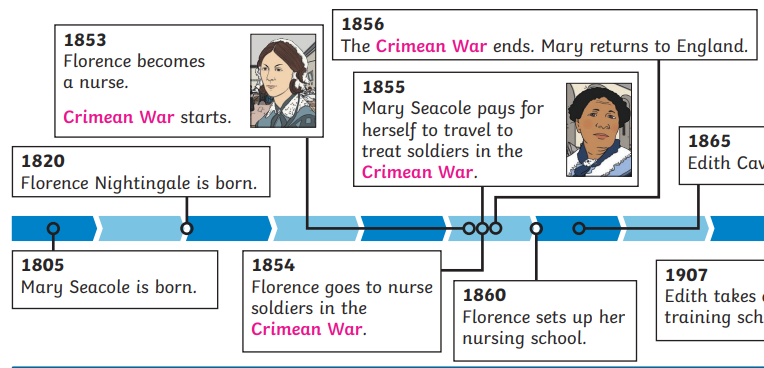 1853
Florence becomes
a nurse.
Crimean War starts.
1856
The Crimean War ends. Mary returns to England.
1855
Mary Seacole pays for
herself to travel to
treat soldiers in the
Crimean War.
1865
Edith
1820
Florence Nightingale is born.
1805
Mary Seacole is born.
1854
Florence goes to nurse
soldiers in the
Crimean War.
1860
Florence sets up her
nursing school.
1907
Edith takes
training